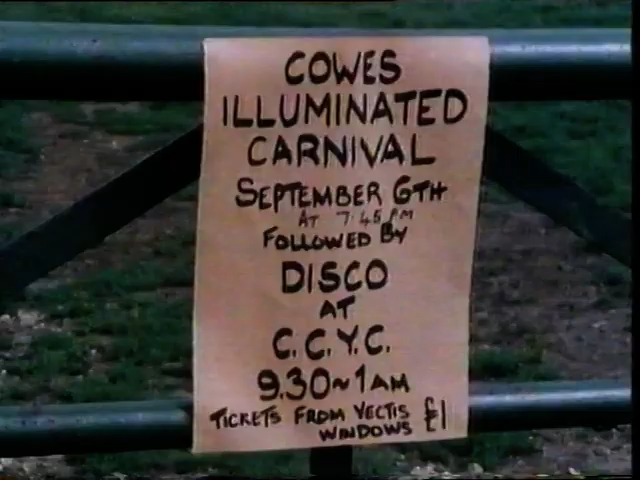 COWES
ILLUMINATED
CARNIVAL
SEPTEMBER 6TH
AT 7.45 PM
FOLLOWED BY
DISCO
AT
C.C.Y.C.
9.30~1AM
TICKETS FROM VECTIS £1
WINDOWS